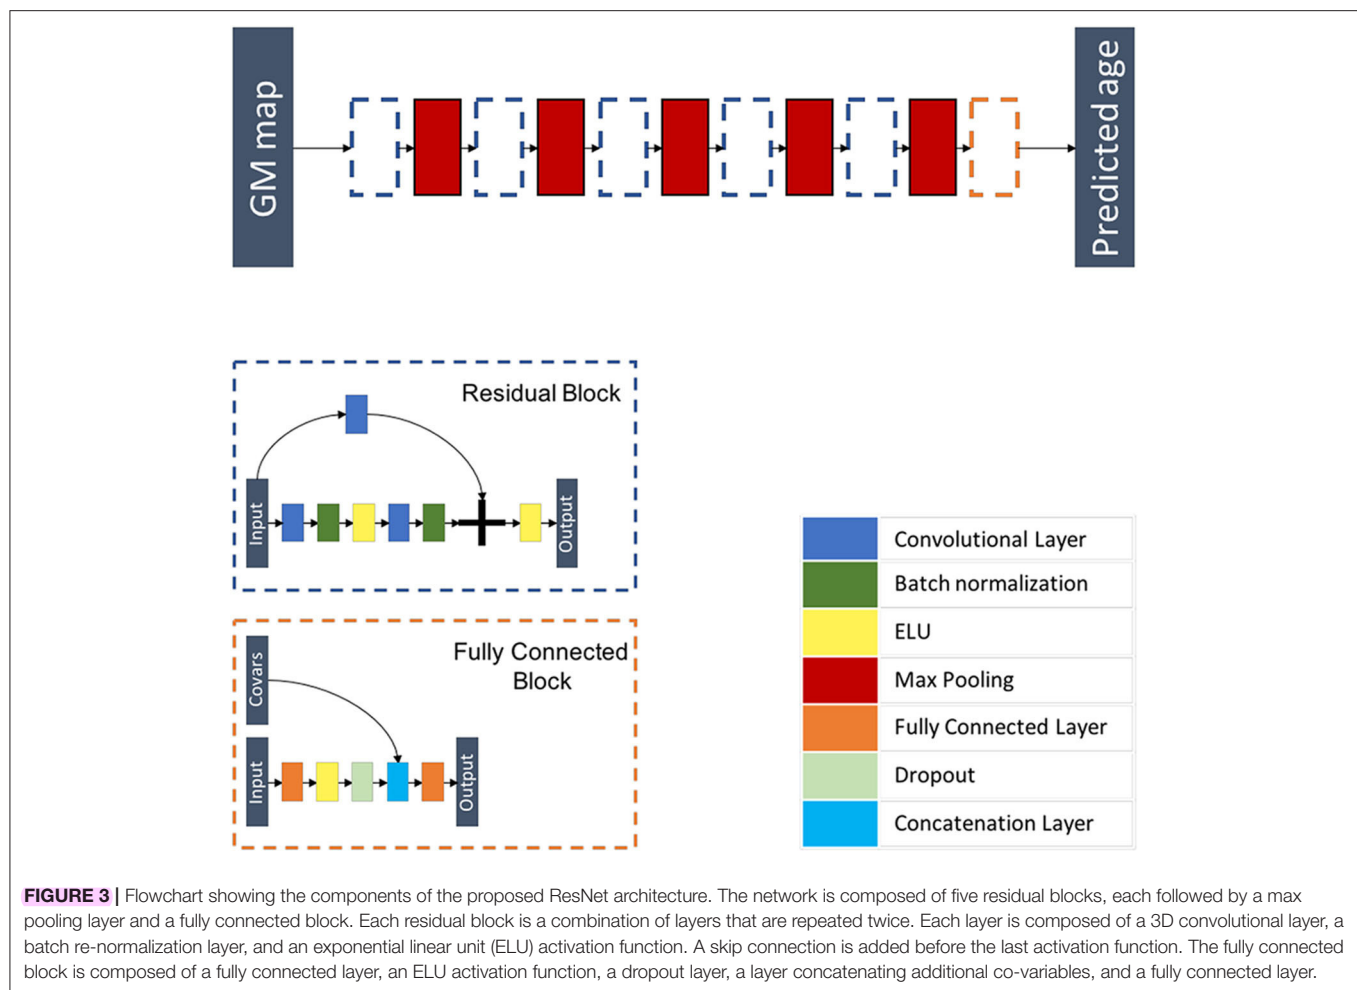 GM map
Predicted age
Residual Block
Input
Output
Fully Connected
Block
Covars
Input
Output
Convolutional Layer
Batch normalization
ELU
Max Pooling
Fully Connected Layer
Dropout
Concatenation Layer
FIGURE 3 | Flowchart showing the components of the proposed ResNet architecture. The network is composed of five residual blocks, each followed by a max
pooling layer and a fully connected block. Each residual block is a combination of layers that are repeated twice. Each layer is composed of a 3D convolutional layer, a
batch re-normalization layer, and an exponential linear unit (ELU) activation function. A skip connection is added before the last activation function. The fully connected
block is composed of a fully connected layer, an ELU activation function, a dropout layer, a layer concatenating additional co-variables, and a fully connected layer.